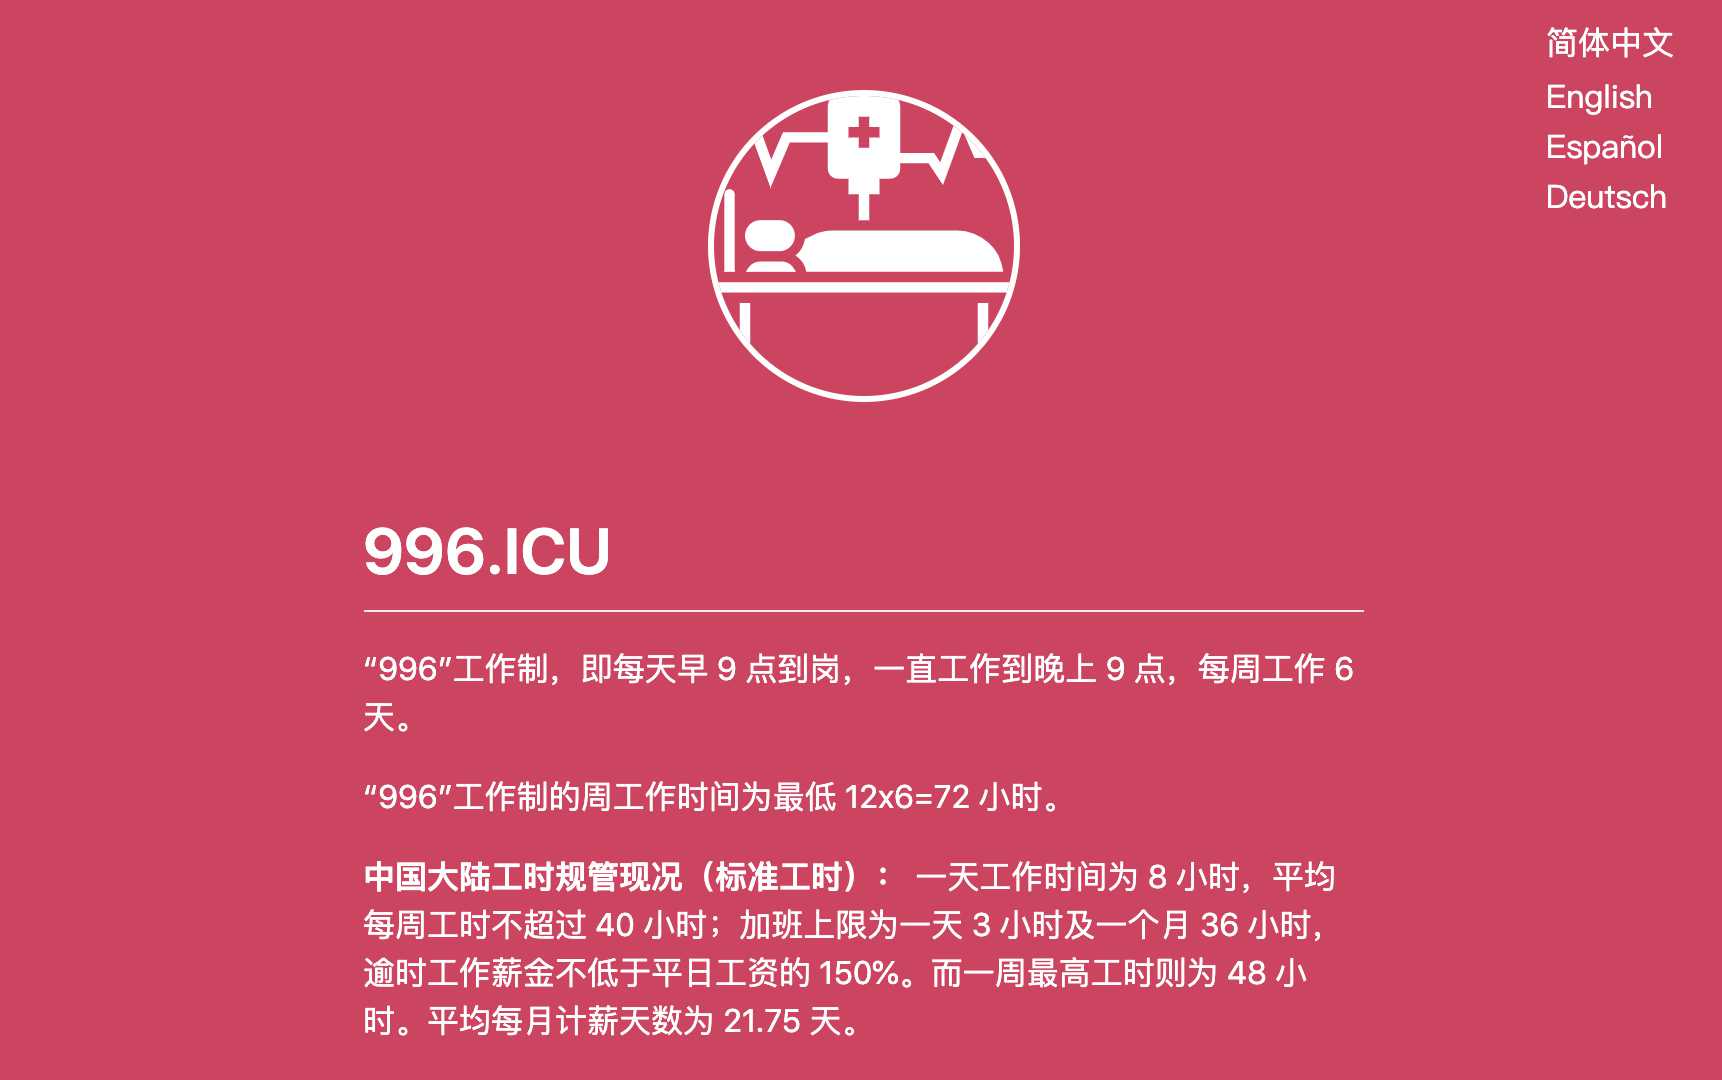 简体中文
English
Español
Deutsch
996.ICU
“996”工作制，即每天早 9 点到岗，一直工作到晚上 9 点，每周工作 6
天。
“996”工作制的周工作时间为最低 12x6=72 小时。
中国大陆工时规管现况（标准工时）： 一天工作时间为 8 小时，平均
每周工时不超过 40 小时；加班上限为一天 3 小时及一个月 36 小时，
逾时工作薪金不低于平日工资的 150%。而一周最高工时则为 48 小
时。平均每月计薪天数为 21.75 天。